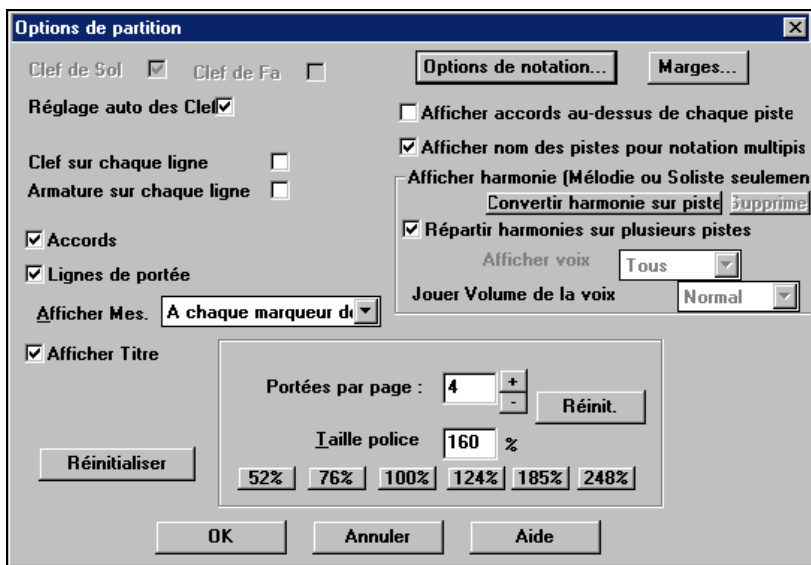 Options de partition
Clef de Sol Clef de Fa
Options de notation... Marges...
Réglage auto des Clef
Afficher accords au-dessus de chaque piste
Afficher nom des pistes pour notation multipis
Clef sur chaque ligne
Armature sur chaque ligne
Afficher harmonie (Mélodie ou Soliste seulemen
Convertir harmonie sur piste Supprime
Répartir harmonies sur plusieurs pistes
Afficher voix Tous
Jouer Volume de la voix Normal
Accords
Lignes de portée
Afficher Mes. A chaque marqueur de
Afficher Titre
Portées par page : 4 + - Réinit.
Taille police 160 %
52% 76% 100% 124% 185% 248%
Réinitialiser
OK Annuler Aide